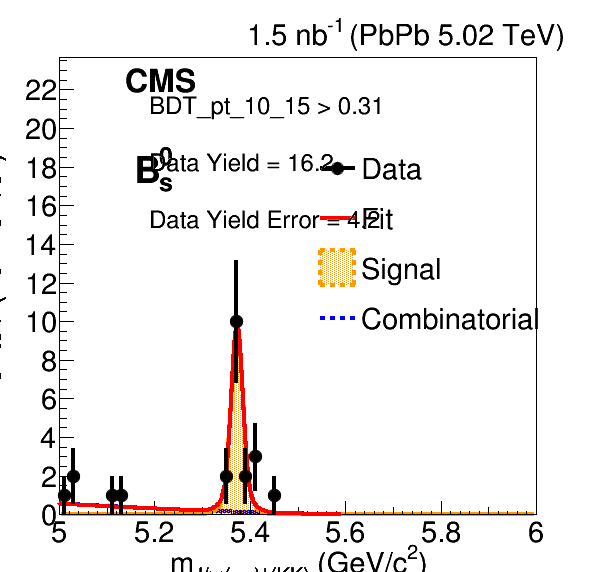 1.5 nb⁻¹ (PbPb 5.02 TeV)
CMS
BDT_pt_10_15 > 0.31
B⁰ₛ
Data Yield = 16.2
Data Yield Error = 4.2
Data
Fit
Signal
Combinatorial
22
20
18
16
14
12
10
8
6
4
2
0
5 5.2 5.4 5.6 5.8 6
m (GeV/c²)